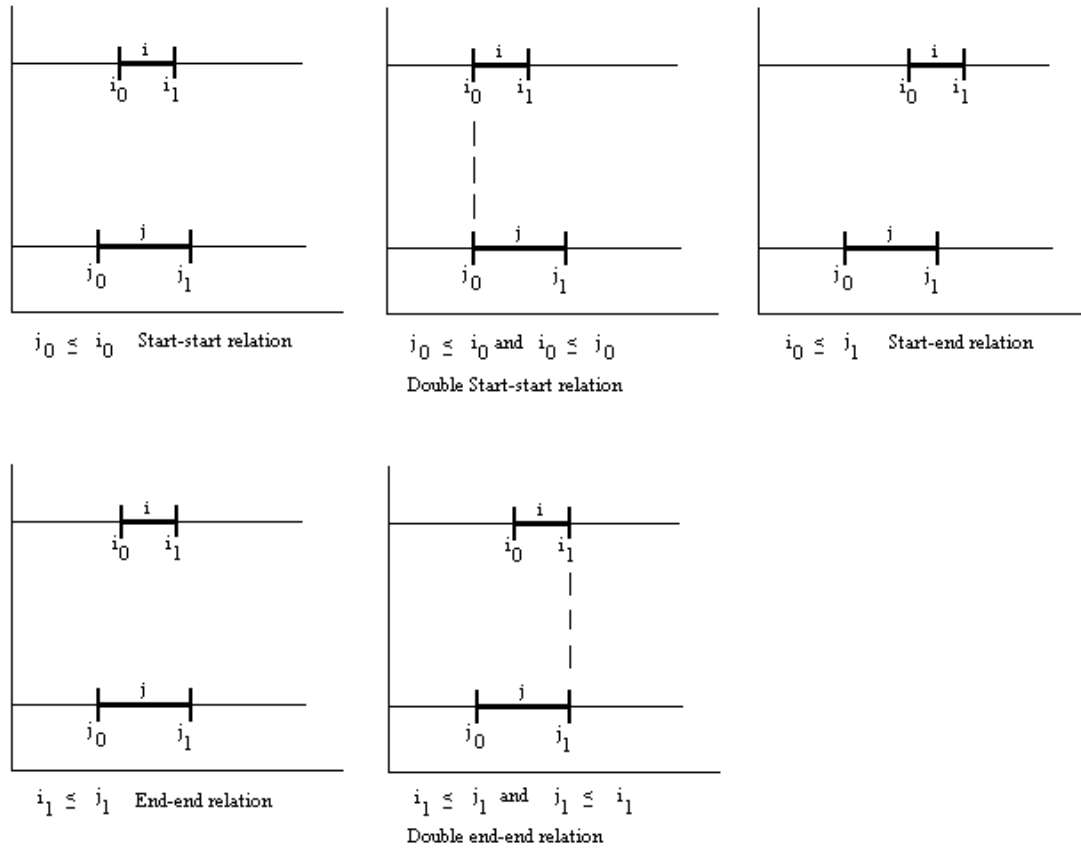 i i i
i0 i1 i0 i1 i0 i1
j j j
j0 j1 j0 j1 j0 j1
j0 ≤ i0 Start-start relation
j0 ≤ i0 and i0 ≤ j0
Double Start-start relation
i0 ≤ j1 Start-end relation
i i
i0 i1 i0 i1
j j
j0 j1 j0 j1
i1 ≤ j1 End-end relation
i1 ≤ j1 and j1 ≤ i1
Double end-end relation